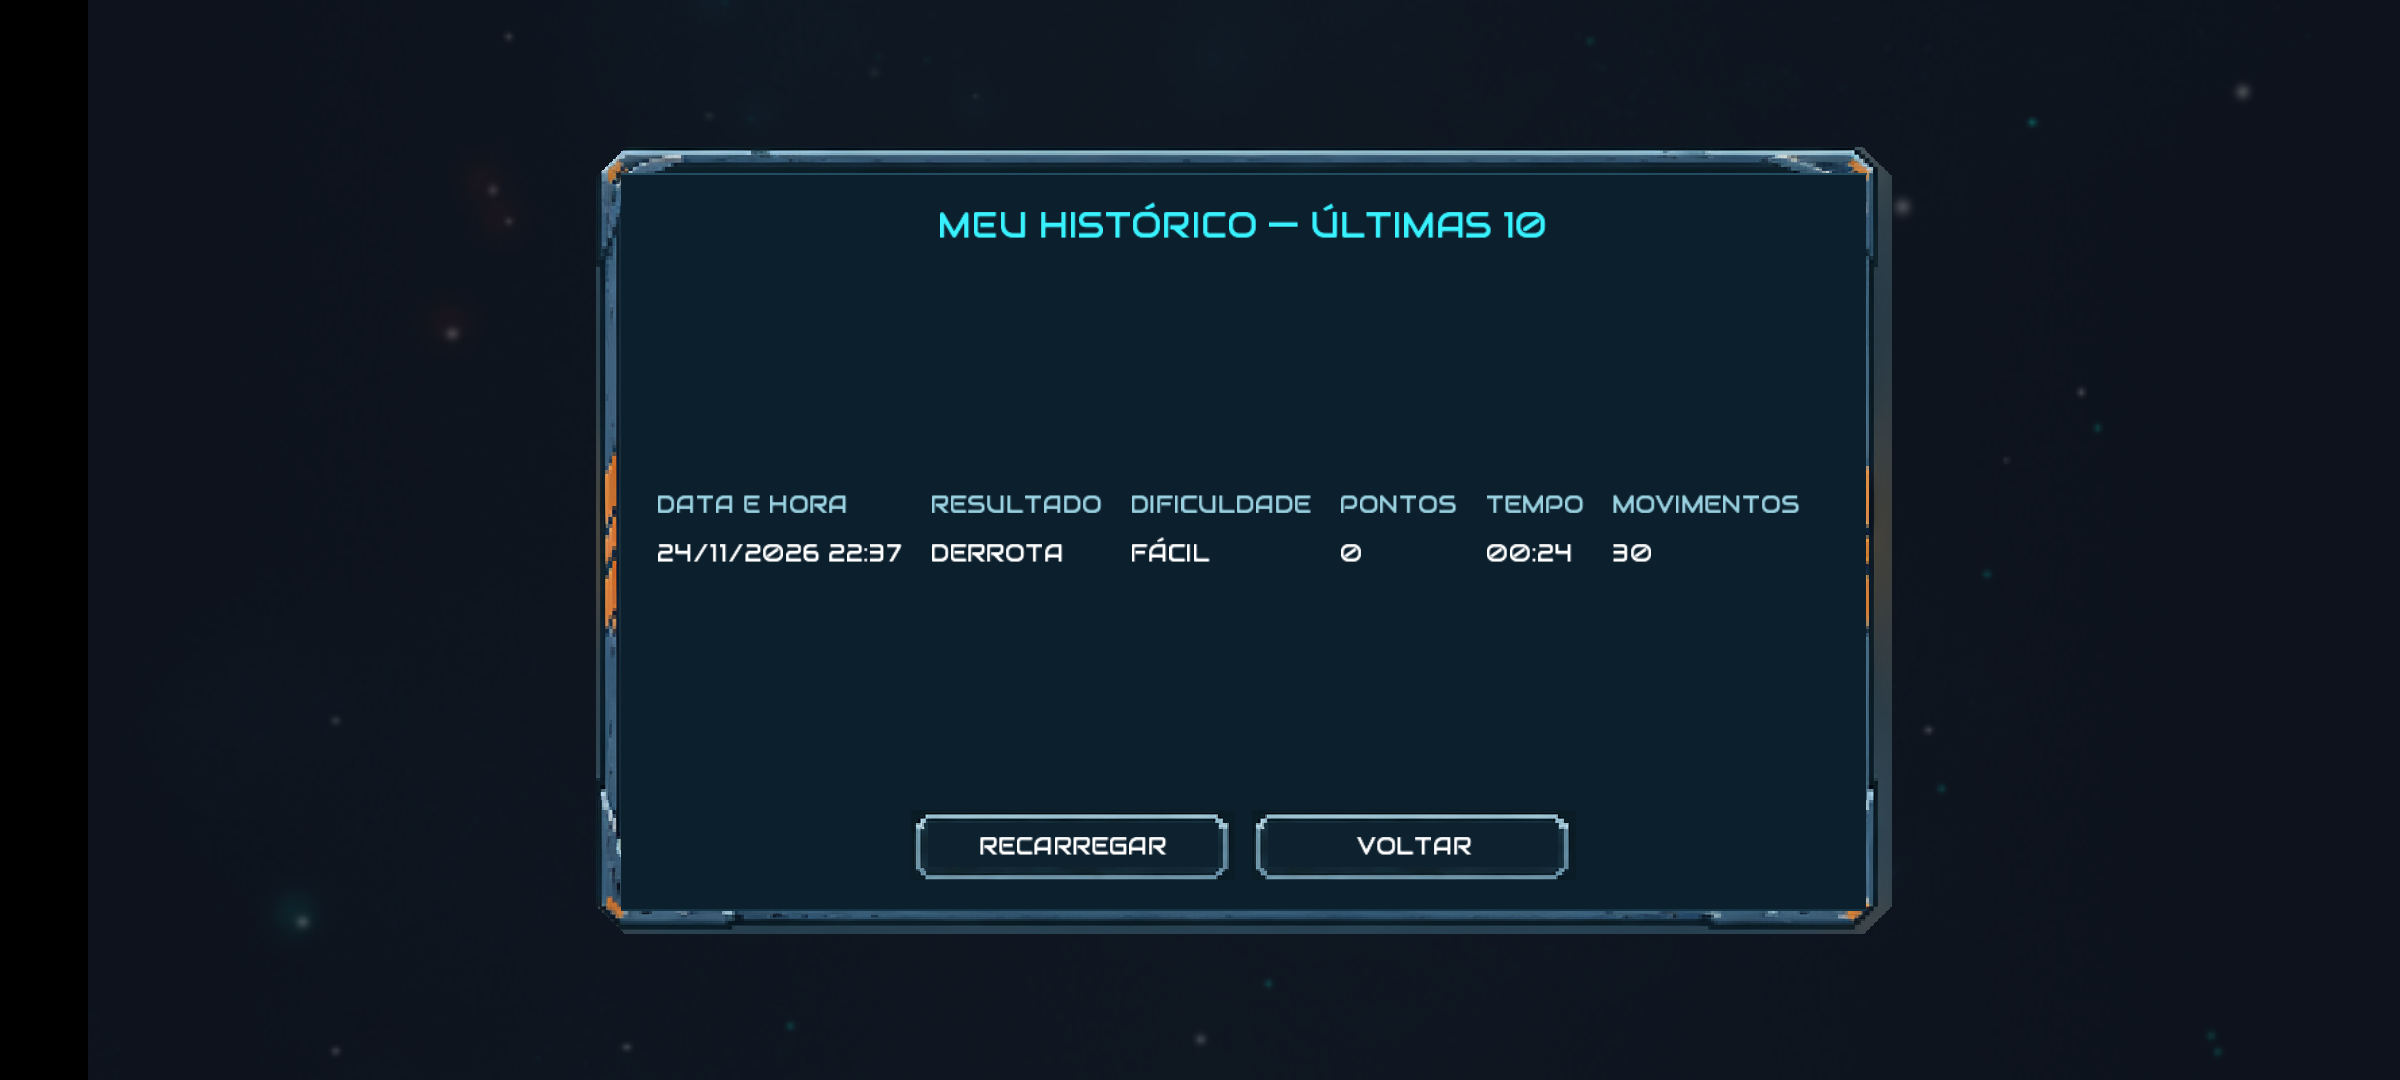 MEU HISTÓRICO — ÚLTIMAS 10
DATA E HORA RESULTADO DIFICULDADE PONTOS TEMPO MOVIMENTOS
24/11/2026 22:37 DERROTA FÁCIL 0 00:24 30
RECARREGAR VOLTAR